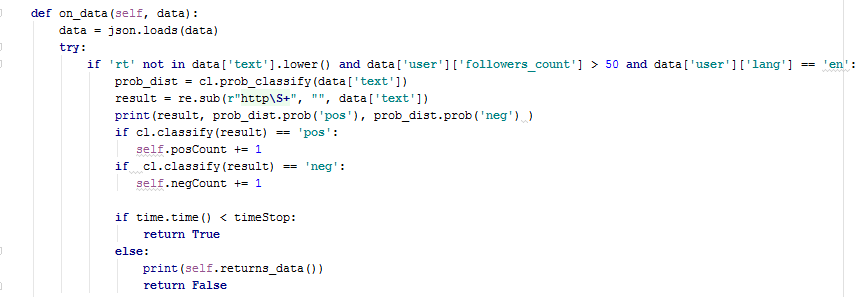 def on_data(self, data):
    data = json.loads(data)
    try:
        if 'rt' not in data['text'].lower() and data['user']['followers_count'] > 50 and data['user']['lang'] == 'en':
            prob_dist = cl.prob_classify(data['text'])
            result = re.sub(r"http\S+", "", data['text'])
            print(result, prob_dist.prob('pos'), prob_dist.prob('neg') )
            if cl.classify(result) == 'pos':
               self.posCount += 1
            if  cl.classify(result) == 'neg':
               self.negCount += 1

            if time.time() < timeStop:
                return True
            else:
                print(self.returns_data())
                return False